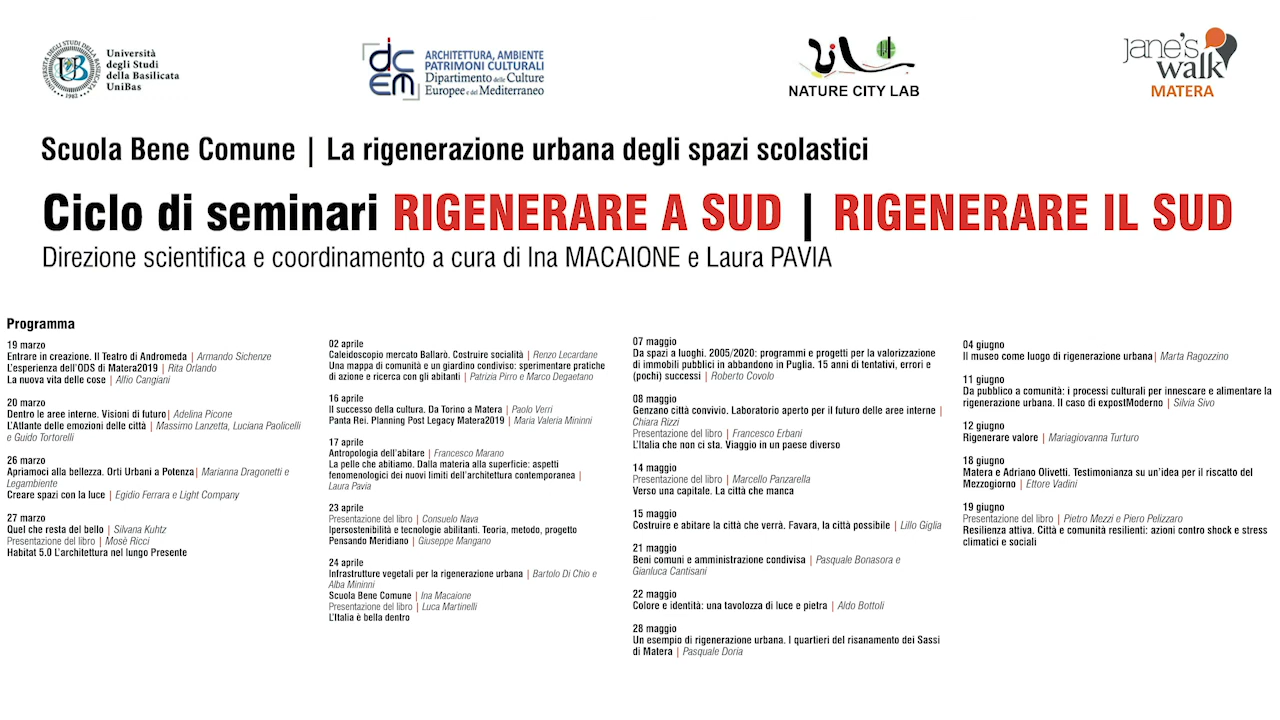 Università
degli Studi
della Basilicata
UniBas
UNIVERSITÀ DEGLI STUDI DELLA BASILICATA
UB
1982
dicem
ARCHITETTURA, AMBIENTE
PATRIMONI CULTURALI
Dipartimento delle Culture
Europee e del Mediterraneo
NATURE CITY LAB
jane's
walk
MATERA
Scuola Bene Comune | La rigenerazione urbana degli spazi scolastici
Ciclo di seminari RIGENERARE A SUD | RIGENERARE IL SUD
Direzione scientifica e coordinamento a cura di Ina MACAIONE e Laura PAVIA
Programma
19 marzo
Entrare in creazione. Il Teatro di Andromeda | Armando Sichenze
L'esperienza dell'ODS di Matera2019 | Rita Orlando
La nuova vita delle cose | Alfio Cangiani
20 marzo
Dentro le aree interne. Visioni di futuro| Adelina Picone
L'Atlante delle emozioni delle città | Massimo Lanzetta, Luciana Paolicelli
e Guido Tortorelli
26 marzo
Apriamoci alla bellezza. Orti Urbani a Potenza| Marianna Dragonetti e
Legambiente
Creare spazi con la luce | Egidio Ferrara e Light Company
27 marzo
Quel che resta del bello | Silvana Kuhtz
Presentazione del libro | Mosè Ricci
Habitat 5.0 L'architettura nel lungo Presente
02 aprile
Caleidoscopio mercato Ballarò. Costruire socialità | Renzo Lecardane
Una mappa di comunità e un giardino condiviso: sperimentare pratiche
di azione e ricerca con gli abitanti | Patrizia Pirro e Marco Degaetano
16 aprile
Il successo della cultura. Da Torino a Matera | Paolo Verri
Panta Rei. Planning Post Legacy Matera2019 | Maria Valeria Mininni
17 aprile
Antropologia dell'abitare | Francesco Marano
La pelle che abitiamo. Dalla materia alla superficie: aspetti
fenomenologici dei nuovi limiti dell'architettura contemporanea |
Laura Pavia
23 aprile
Presentazione del libro | Consuelo Nava
Ipersostenibilità e tecnologie abilitanti. Teoria, metodo, progetto
Pensando Meridiano | Giuseppe Mangano
24 aprile
Infrastrutture vegetali per la rigenerazione urbana | Bartolo Di Chio e
Alba Mininni
Scuola Bene Comune | Ina Macaione
Presentazione del libro | Luca Martinelli
L'Italia è bella dentro
07 maggio
Da spazi a luoghi. 2005/2020: programmi e progetti per la valorizzazione
di immobili pubblici in abbandono in Puglia. 15 anni di tentativi, errori e
(pochi) successi | Roberto Covolo
08 maggio
Genzano città convivio. Laboratorio aperto per il futuro delle aree interne |
Chiara Rizzi
Presentazione del libro | Francesco Erbani
L'Italia che non ci sta. Viaggio in un paese diverso
14 maggio
Presentazione del libro | Marcello Panzarella
Verso una capitale. La città che manca
15 maggio
Costruire e abitare la città che verrà. Favara, la città possibile | Lillo Giglia
21 maggio
Beni comuni e amministrazione condivisa | Pasquale Bonasora e
Gianluca Cantisani
22 maggio
Colore e identità: una tavolozza di luce e pietra | Aldo Bottoli
28 maggio
Un esempio di rigenerazione urbana. I quartieri del risanamento dei Sassi
di Matera | Pasquale Doria
04 giugno
Il museo come luogo di rigenerazione urbana| Marta Ragozzino
11 giugno
Da pubblico a comunità: i processi culturali per innescare e alimentare la
rigenerazione urbana. Il caso di expostModerno | Silvia Sivo
12 giugno
Rigenerare valore | Mariagiovanna Turturo
18 giugno
Matera e Adriano Olivetti. Testimonianza su un'idea per il riscatto del
Mezzogiorno | Ettore Vadini
19 giugno
Presentazione del libro | Pietro Mezzi e Piero Pelizzaro
Resilienza attiva. Città e comunità resilienti: azioni contro shock e stress
climatici e sociali